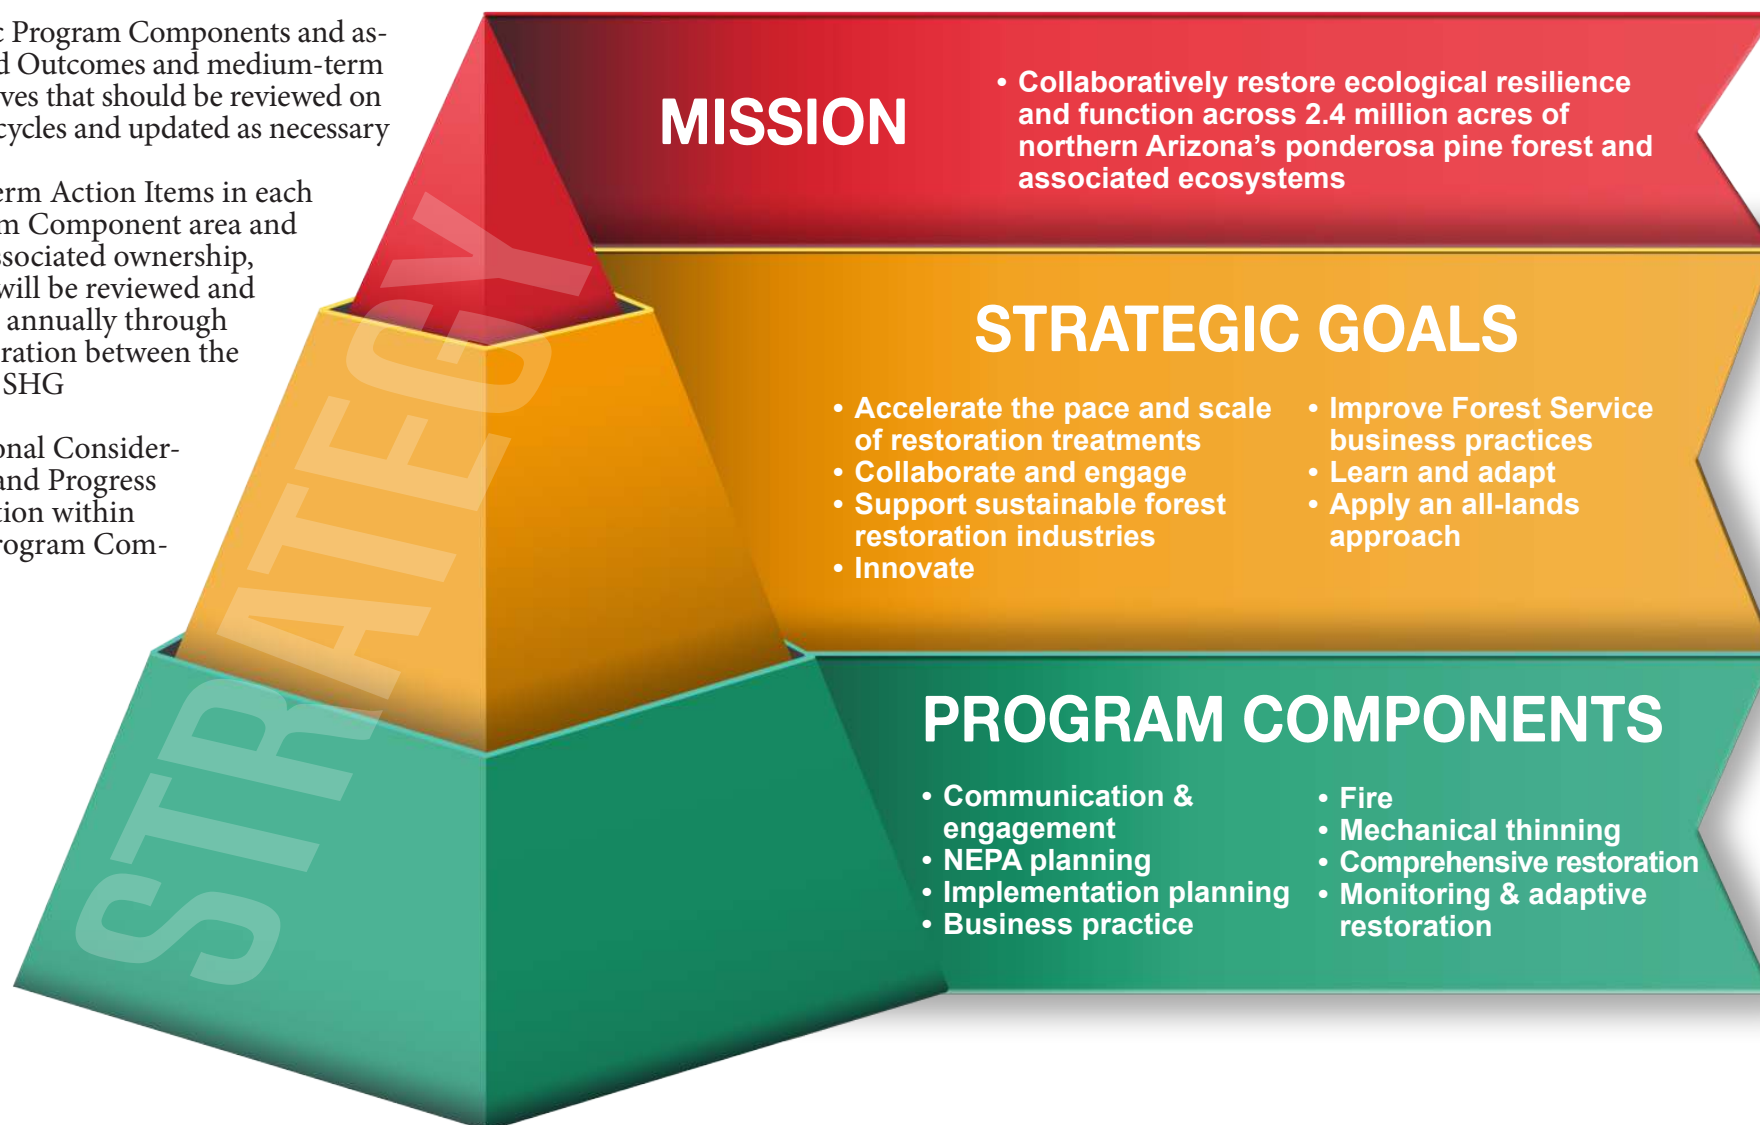 c Program Components and as-
d Outcomes and medium-term
ves that should be reviewed on
cycles and updated as necessary
erm Action Items in each
m Component area and
ssociated ownership,
will be reviewed and
annually through
ration between the
SHG
onal Consider-
and Progress
tion within
rogram Com-
STRATEGY
MISSION
• Collaboratively restore ecological resilience
and function across 2.4 million acres of
northern Arizona’s ponderosa pine forest and
associated ecosystems
STRATEGIC GOALS
• Accelerate the pace and scale
of restoration treatments
• Collaborate and engage
• Support sustainable forest
restoration industries
• Innovate
• Improve Forest Service
business practices
• Learn and adapt
• Apply an all-lands
approach
PROGRAM COMPONENTS
• Communication &
engagement
• NEPA planning
• Implementation planning
• Business practice
• Fire
• Mechanical thinning
• Comprehensive restoration
• Monitoring & adaptive
restoration